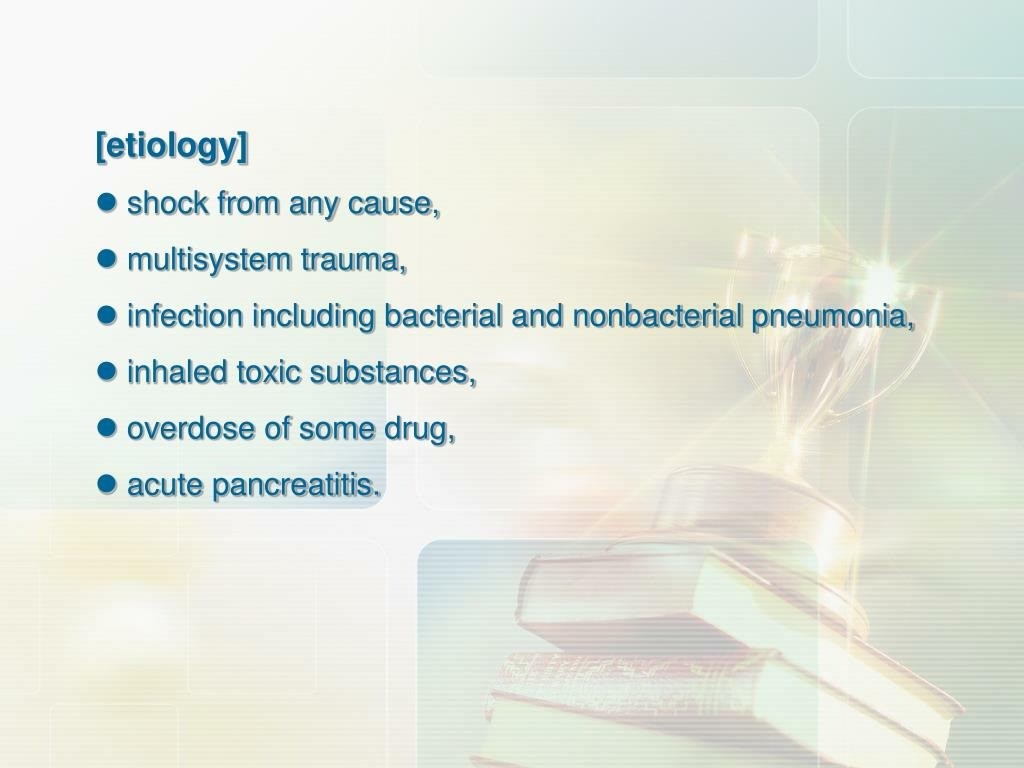 [etiology]
● shock from any cause,
● multisystem trauma,
● infection including bacterial and nonbacterial pneumonia,
● inhaled toxic substances,
● overdose of some drug,
● acute pancreatitis.